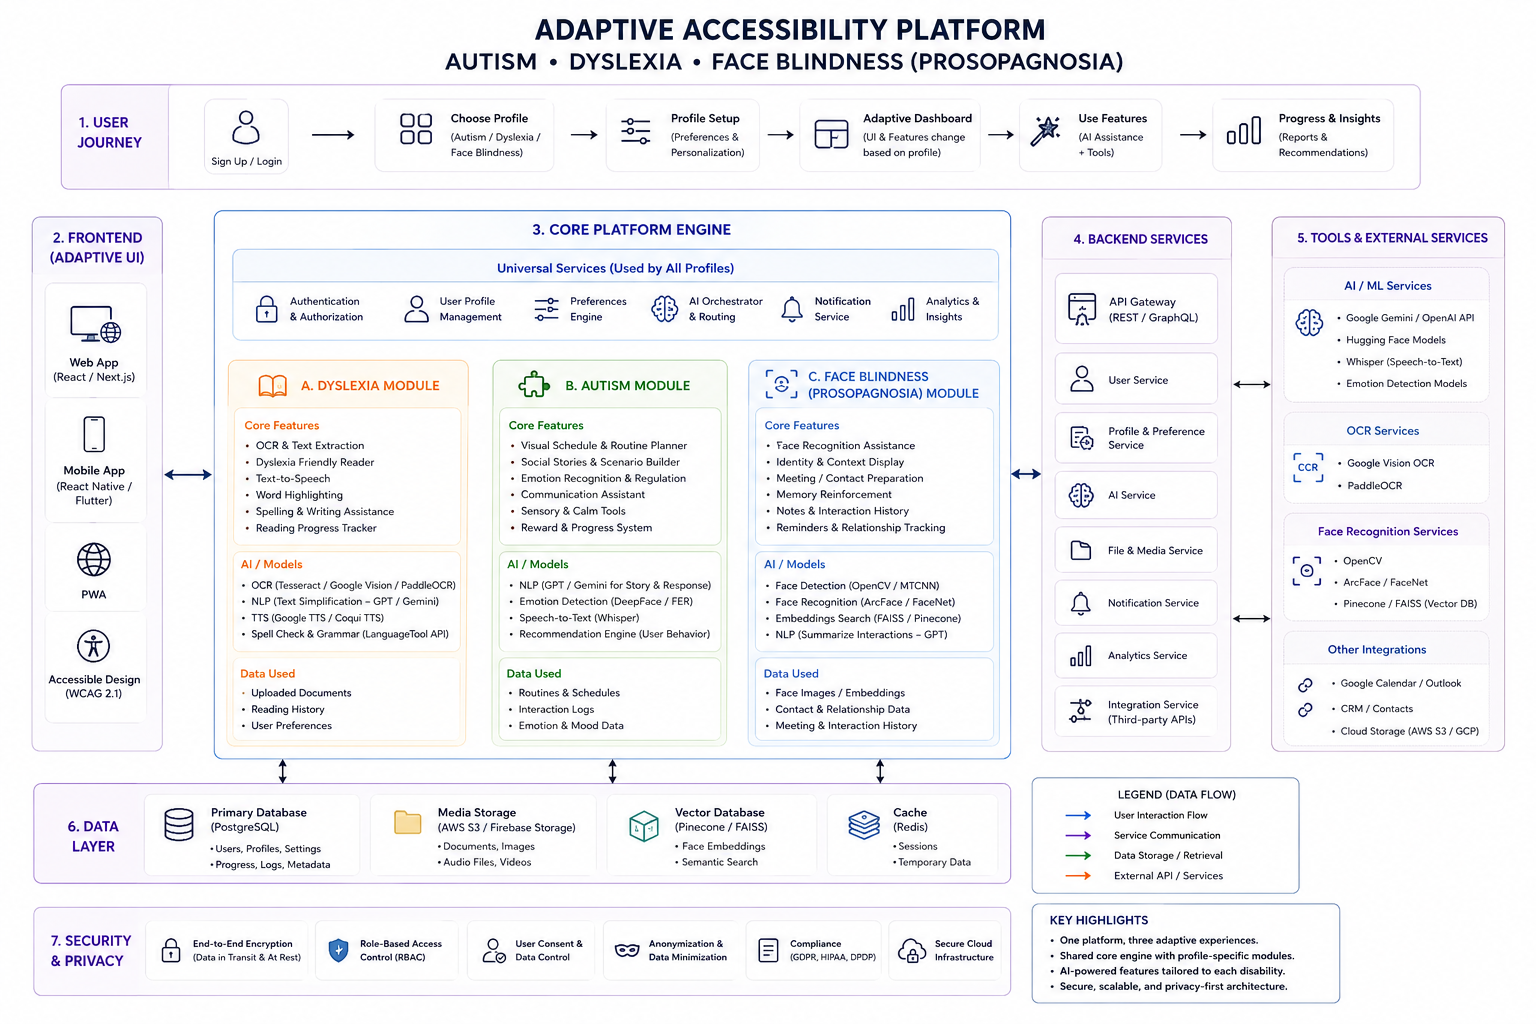 ADAPTIVE ACCESSIBILITY PLATFORM
AUTISM • DYSLEXIA • FACE BLINDNESS (PROSOPAGNOSIA)
1. USER
JOURNEY
Sign Up / Login
Choose Profile
(Autism / Dyslexia /
Face Blindness)
Profile Setup
(Preferences &
Personalization)
Adaptive Dashboard
(UI & Features change
based on profile)
Use Features
(AI Assistance
+ Tools)
Progress & Insights
(Reports &
Recommendations)
2. FRONTEND
(ADAPTIVE UI)
Web App
(React / Next.js)
Mobile App
(React Native /
Flutter)
PWA
Accessible Design
(WCAG 2.1)
3. CORE PLATFORM ENGINE
Universal Services (Used by All Profiles)
Authentication
& Authorization
User Profile
Management
Preferences
Engine
AI Orchestrator
& Routing
Notification
Service
Analytics &
Insights
A. DYSLEXIA MODULE
Core Features
• OCR & Text Extraction
• Dyslexia Friendly Reader
• Text-to-Speech
• Word Highlighting
• Spelling & Writing Assistance
• Reading Progress Tracker
AI / Models
• OCR (Tesseract / Google Vision / PaddleOCR)
• NLP (Text Simplification – GPT / Gemini)
• TTS (Google TTS / Coqui TTS)
• Spell Check & Grammar (LanguageTool API)
Data Used
• Uploaded Documents
• Reading History
• User Preferences
B. AUTISM MODULE
Core Features
• Visual Schedule & Routine Planner
• Social Stories & Scenario Builder
• Emotion Recognition & Regulation
• Communication Assistant
• Sensory & Calm Tools
• Reward & Progress System
AI / Models
• NLP (GPT / Gemini for Story & Response)
• Emotion Detection (DeepFace / FER)
• Speech-to-Text (Whisper)
• Recommendation Engine (User Behavior)
Data Used
• Routines & Schedules
• Interaction Logs
• Emotion & Mood Data
C. FACE BLINDNESS
(PROSOPAGNOSIA) MODULE
Core Features
• Face Recognition Assistance
• Identity & Context Display
• Meeting / Contact Preparation
• Memory Reinforcement
• Notes & Interaction History
• Reminders & Relationship Tracking
AI / Models
• Face Detection (OpenCV / MTCNN)
• Face Recognition (ArcFace / FaceNet)
• Embeddings Search (FAISS / Pinecone)
• NLP (Summarize Interactions – GPT)
Data Used
• Face Images / Embeddings
• Contact & Relationship Data
• Meeting & Interaction History
4. BACKEND SERVICES
API Gateway
(REST / GraphQL)
User Service
Profile & Preference
Service
AI Service
File & Media Service
Notification Service
Analytics Service
Integration Service
(Third-party APIs)
5. TOOLS & EXTERNAL SERVICES
AI / ML Services
• Google Gemini / OpenAI API
• Hugging Face Models
• Whisper (Speech-to-Text)
• Emotion Detection Models
OCR Services
CCR
• Google Vision OCR
• PaddleOCR
Face Recognition Services
• OpenCV
• ArcFace / FaceNet
• Pinecone / FAISS (Vector DB)
Other Integrations
• Google Calendar / Outlook
• CRM / Contacts
• Cloud Storage (AWS S3 / GCP)
6. DATA
LAYER
Primary Database
(PostgreSQL)
• Users, Profiles, Settings
• Progress, Logs, Metadata
Media Storage
(AWS S3 / Firebase Storage)
• Documents, Images
• Audio Files, Videos
Vector Database
(Pinecone / FAISS)
• Face Embeddings
• Semantic Search
Cache
(Redis)
• Sessions
• Temporary Data
LEGEND (DATA FLOW)
User Interaction Flow
Service Communication
Data Storage / Retrieval
External API / Services
7. SECURITY
& PRIVACY
End-to-End Encryption
(Data in Transit & At Rest)
Role-Based Access
Control (RBAC)
User Consent &
Data Control
Anonymization &
Data Minimization
Compliance
(GDPR, HIPAA, DPDP)
Secure Cloud
Infrastructure
KEY HIGHLIGHTS
• One platform, three adaptive experiences.
• Shared core engine with profile-specific modules.
• AI-powered features tailored to each disability.
• Secure, scalable, and privacy-first architecture.